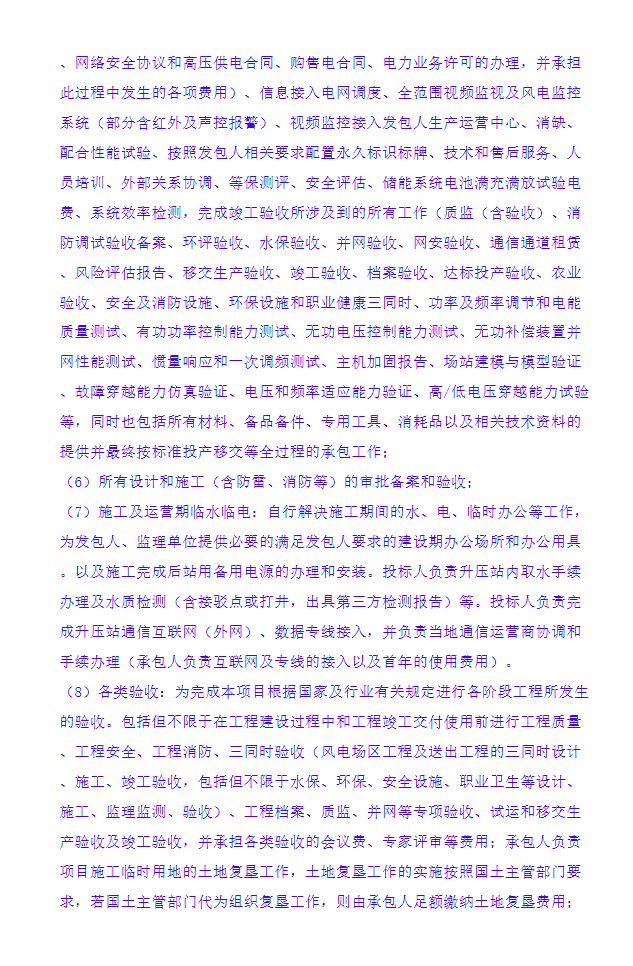 、网络安全协议和高压供电合同、购售电合同、电力业务许可的办理，并承担
此过程中发生的各项费用）、信息接入电网调度、全范围视频监视及风电监控
系统（部分含红外及声控报警）、视频监控接入发包人生产运营中心、消缺、
配合性能试验、按照发包人相关要求配置永久标识标牌、技术和售后服务、人
员培训、外部关系协调、等保测评、安全评估、储能系统电池满充满放试验电
费、系统效率检测，完成竣工验收所涉及到的所有工作（质监（含验收）、消
防调试验收备案、环评验收、水保验收、并网验收、网安验收、通信通道租赁
、风险评估报告、移交生产验收、竣工验收、档案验收、达标投产验收、农业
验收、安全及消防设施、环保设施和职业健康三同时、功率及频率调节和电能
质量测试、有功功率控制能力测试、无功电压控制能力测试、无功补偿装置并
网性能测试、惯量响应和一次调频测试、主机加固报告、场站建模与模型验证
、故障穿越能力仿真验证、电压和频率适应能力验证、高/低电压穿越能力试验
等，同时也包括所有材料、备品备件、专用工具、消耗品以及相关技术资料的
提供并最终按标准投产移交等全过程的承包工作；
（6）所有设计和施工（含防雷、消防等）的审批备案和验收；
（7）施工及运营期临水临电：自行解决施工期间的水、电、临时办公等工作，
为发包人、监理单位提供必要的满足发包人要求的建设期办公场所和办公用具
。以及施工完成后站用备用电源的办理和安装。投标人负责升压站内取水手续
办理及水质检测（含接驳点或打井，出具第三方检测报告）等。投标人负责完
成升压站通信互联网（外网）、数据专线接入，并负责当地通信运营商协调和
手续办理（承包人负责互联网及专线的接入以及首年的使用费用）。
（8）各类验收：为完成本项目根据国家及行业有关规定进行各阶段工程所发生
的验收。包括但不限于在工程建设过程中和工程竣工交付使用前进行工程质量
、工程安全、工程消防、三同时验收（风电场区工程及送出工程的三同时设计
、施工、竣工验收，包括但不限于水保、环保、安全设施、职业卫生等设计、
施工、监理监测、验收）、工程档案、质监、并网等专项验收、试运和移交生
产验收及竣工验收，并承担各类验收的会议费、专家评审等费用；承包人负责
项目施工临时用地的土地复垦工作，土地复垦工作的实施按照国土主管部门要
求，若国土主管部门代为组织复垦工作，则由承包人足额缴纳土地复垦费用；